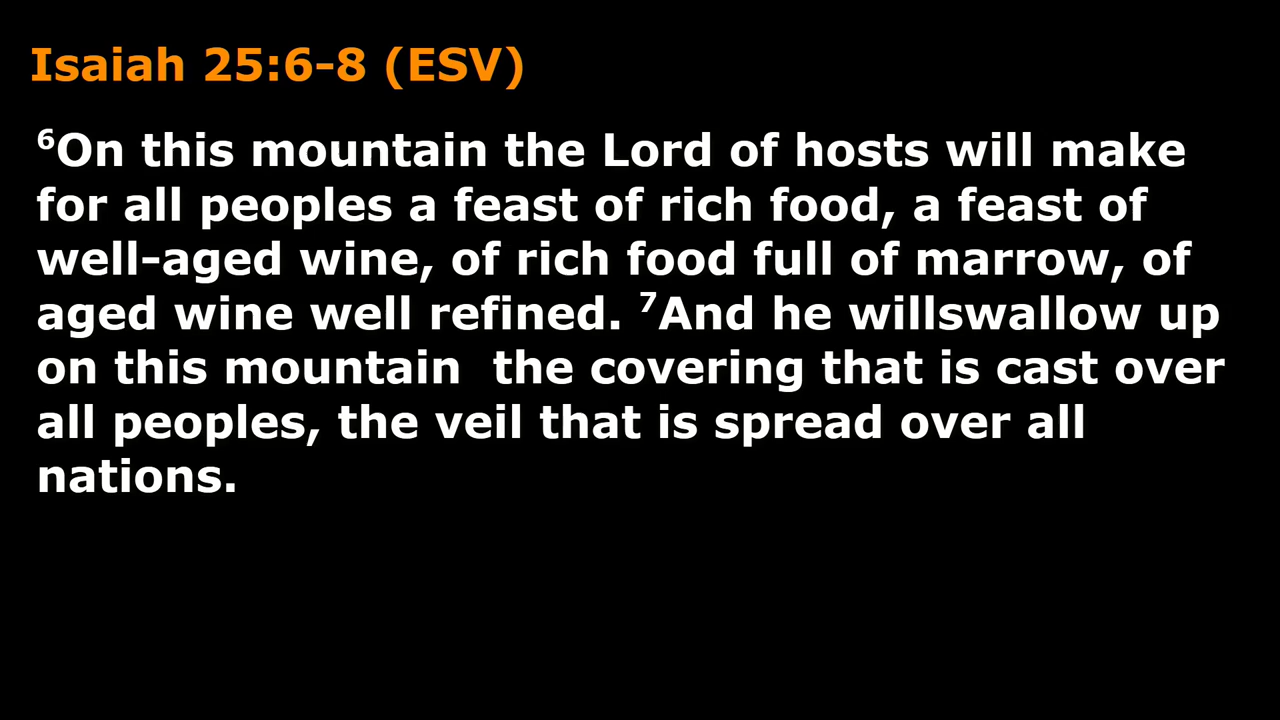 Isaiah 25:6-8 (ESV)
⁶On this mountain the Lord of hosts will make
for all peoples a feast of rich food, a feast of
well-aged wine, of rich food full of marrow, of
aged wine well refined. ⁷And he willswallow up
on this mountain  the covering that is cast over
all peoples, the veil that is spread over all
nations.